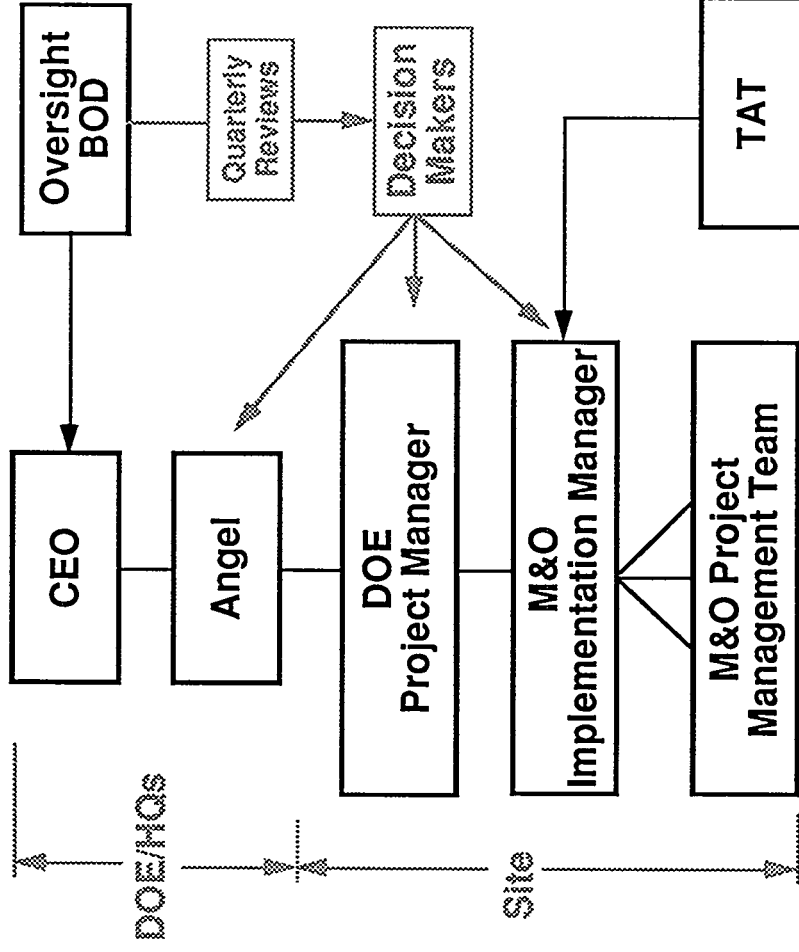 Oversight
BOD
CEO
Quarterly
Reviews
Angel
Decision
Makers
DOE
Project Manager
M&O
Implementation Manager
TAT
M&O Project
Management Team
DOE/HQs
Site